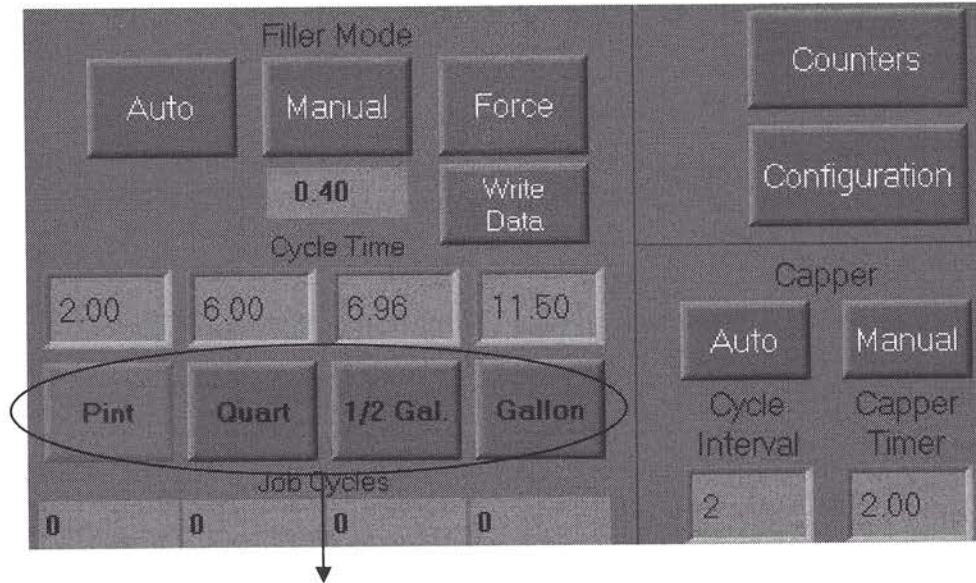 Filler Mode
Auto Manual Force
0.40 Write
Data
Cycle Time
2.00 6.00 6.96 11.50
Pint Quart 1/2 Gal. Gallon
Job Cycles
0 0 0 0
Counters
Configuration
Capper
Auto Manual
Cycle Capper
Interval Timer
2 2.00